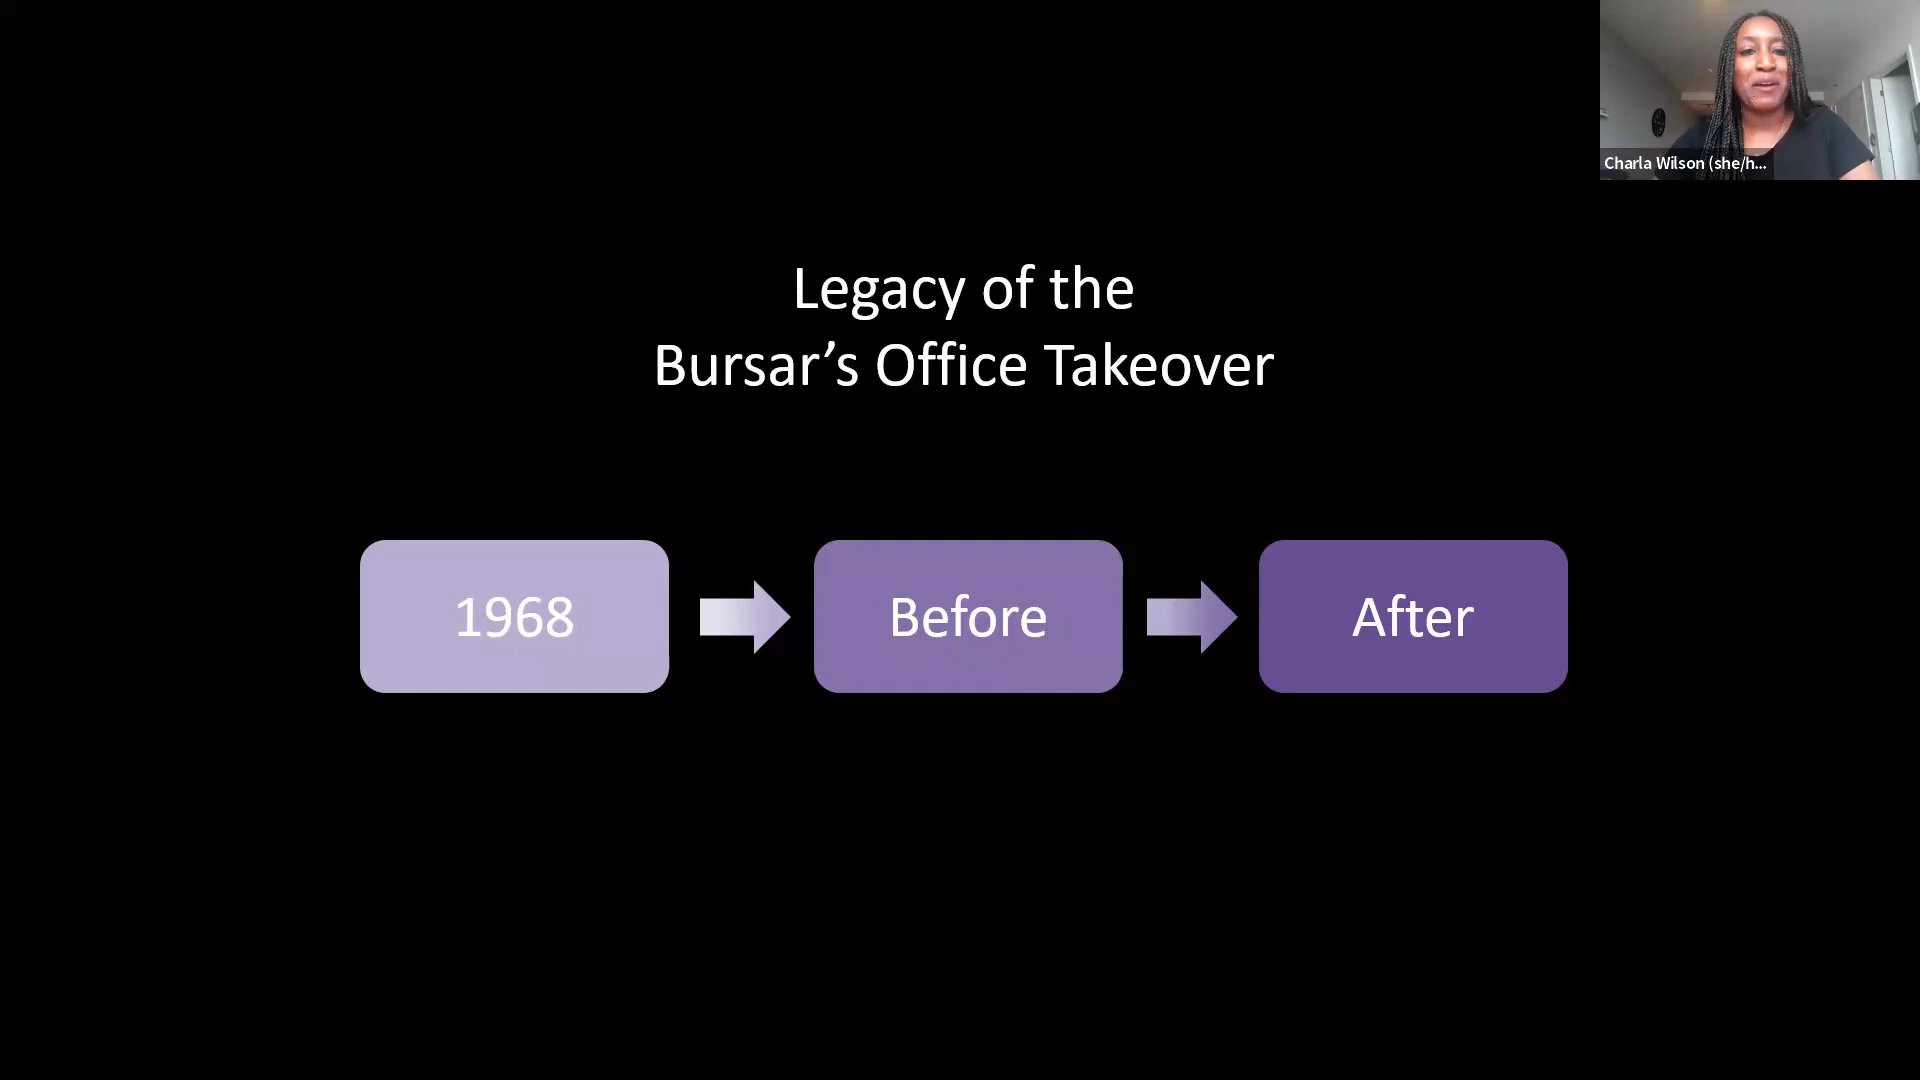 Charla Wilson (she/h...
Legacy of the
Bursar’s Office Takeover
1968
Before
After